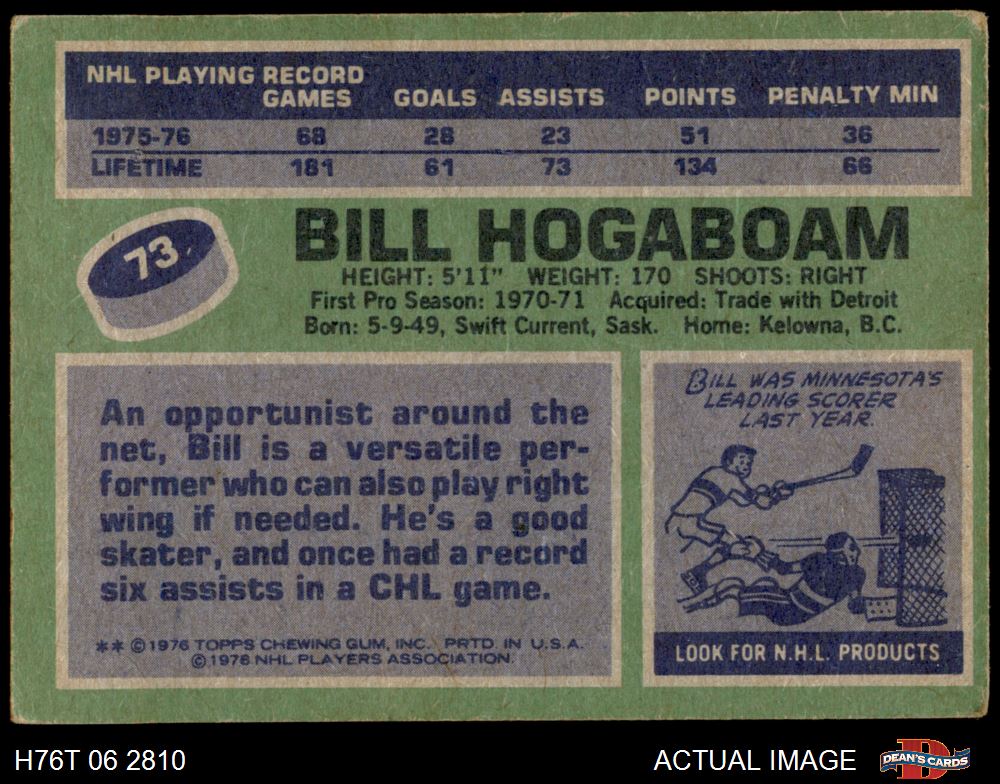 NHL PLAYING RECORD
GAMES GOALS ASSISTS POINTS PENALTY MIN
1975-76 68 28 23 51 36
LIFETIME 181 61 73 134 66
73
BILL HOGABOAM
HEIGHT: 5'11" WEIGHT: 170 SHOOTS: RIGHT
First Pro Season: 1970-71 Acquired: Trade with Detroit
Born: 5-9-49, Swift Current, Sask. Home: Kelowna, B.C.
An opportunist around the
net, Bill is a versatile per-
former who can also play right
wing if needed. He's a good
skater, and once had a record
six assists in a CHL game.
** ©1976 TOPPS CHEWING GUM, INC. PRTD. IN U.S.A.
©1976 NHL PLAYERS ASSOCIATION.
BILL WAS MINNESOTA'S
LEADING SCORER
LAST YEAR.
LOOK FOR N.H.L. PRODUCTS
H76T 06 2810
ACTUAL IMAGE
D
DEAN'S CARDS